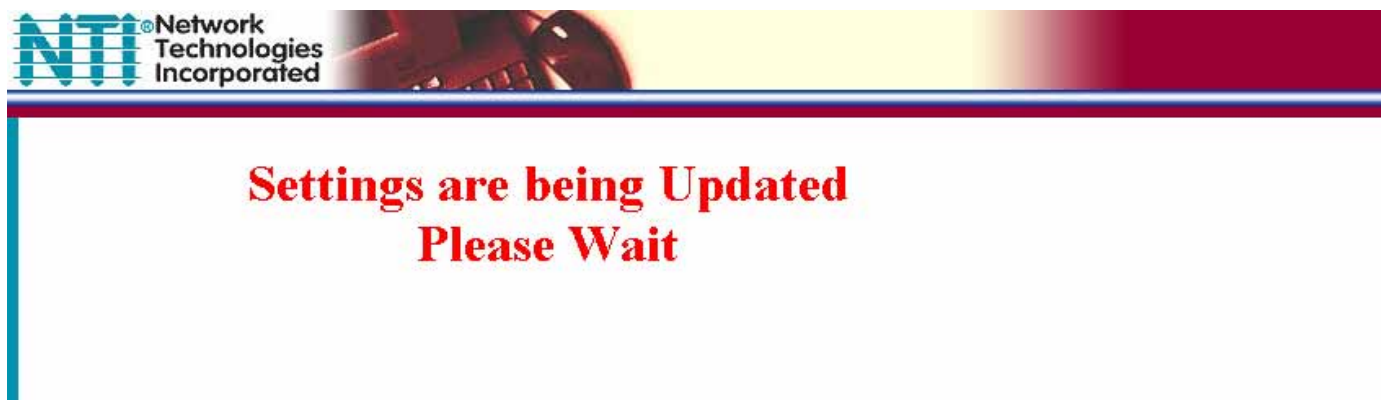 NTI®
Network
Technologies
Incorporated
Settings are being Updated
Please Wait